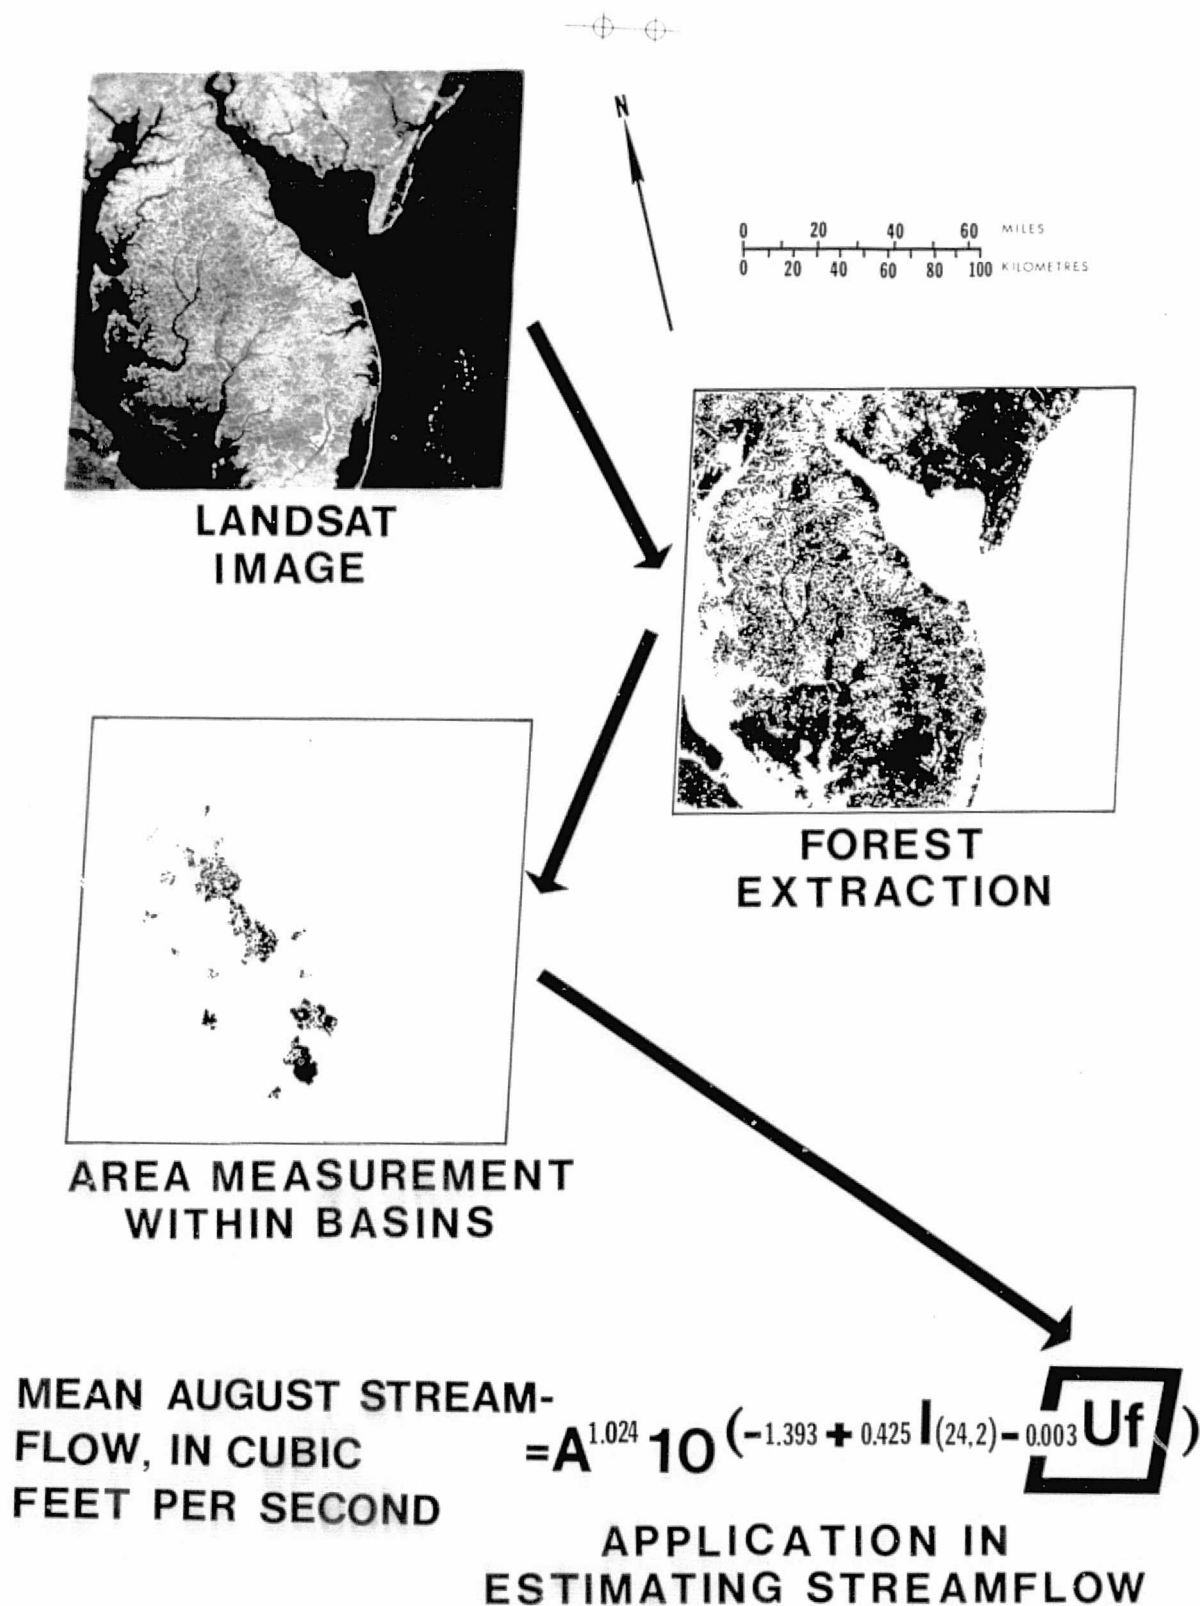 N
0 20 40 60 MILES
0 20 40 60 80 100 KILOMETRES
LANDSAT
IMAGE
FOREST
EXTRACTION
AREA MEASUREMENT
WITHIN BASINS
MEAN AUGUST STREAM-
FLOW, IN CUBIC
FEET PER SECOND
=A^1.024 10^(-1.393 + 0.425 I(24,2) - 0.003 Uf)
APPLICATION IN
ESTIMATING STREAMFLOW